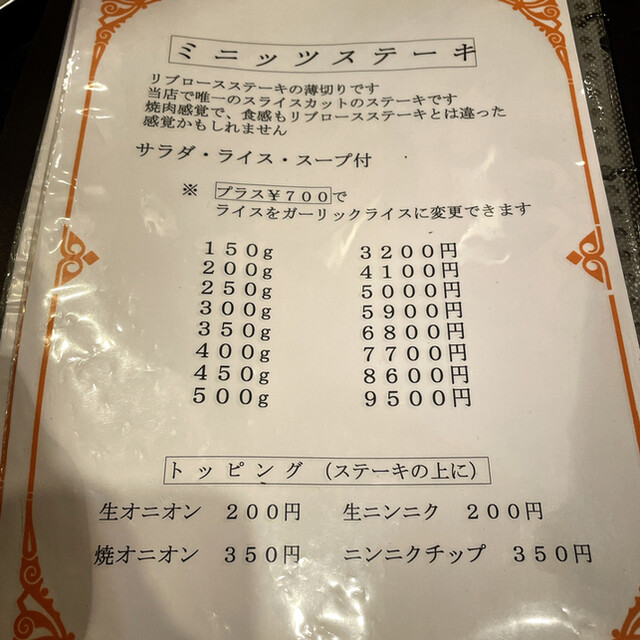 ミニッツステーキ
リブロースステーキの薄切りです
当店で唯一のスライスカットのステーキです
焼肉感覚で、食感もリブロースステーキとは違った
感覚かもしれません
サラダ・ライス・スープ付
※ プラス¥700で
ライスをガーリックライスに変更できます
150g 3200円
200g 4100円
250g 5000円
300g 5900円
350g 6800円
400g 7700円
450g 8600円
500g 9500円
トッピング (ステーキの上に)
生オニオン 200円 生ニンニク 200円
焼オニオン 350円 ニンニクチップ 350円